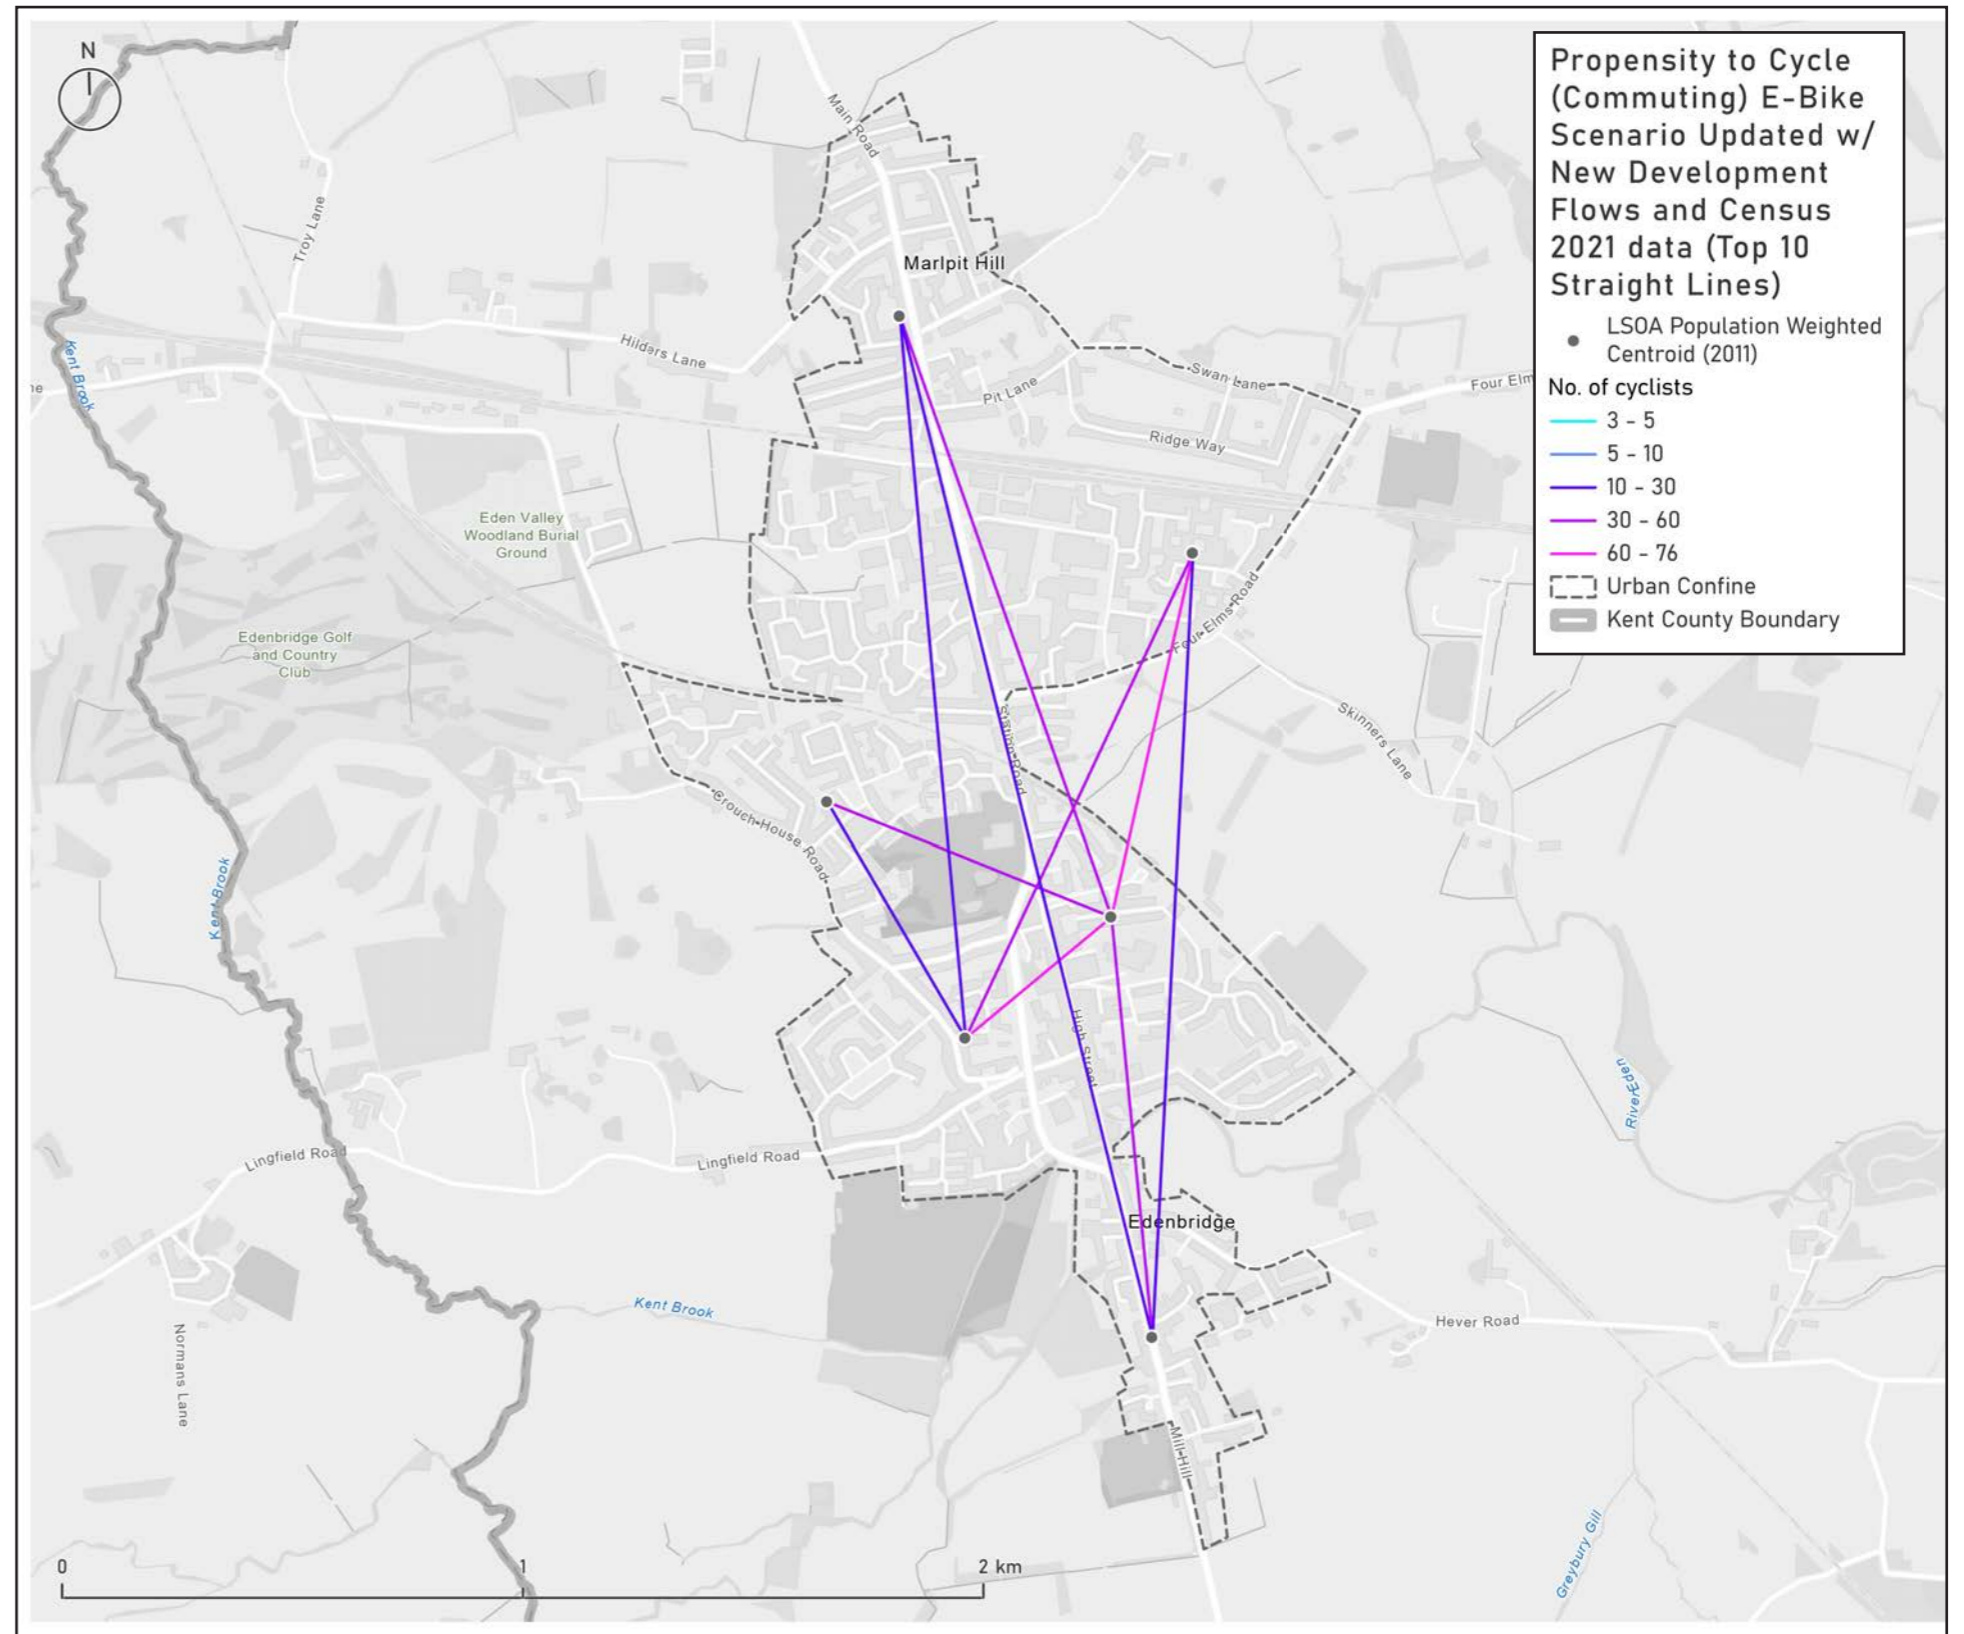 N
Propensity to Cycle
(Commuting) E-Bike
Scenario Updated w/
New Development
Flows and Census
2021 data (Top 10
Straight Lines)
LSOA Population Weighted
Centroid (2011)
No. of cyclists
3 - 5
5 - 10
10 - 30
30 - 60
60 - 76
Urban Confine
Kent County Boundary
Main Road
Troy Lane
Marlpit Hill
Kent Brook
Hilders Lane
ne
Pit Lane
Swan Lane
Four Elm
Ridge Way
Eden Valley
Woodland Burial
Ground
Edenbridge Golf
and Country
Club
Four Elms Road
Station Road
Skinners Lane
Crouch House Road
Kent Brook
High Street
River Eden
Lingfield Road
Lingfield Road
Edenbridge
Kent Brook
Hever Road
Normans Lane
Mill Hill
Greybury Gill
0 1 2 km